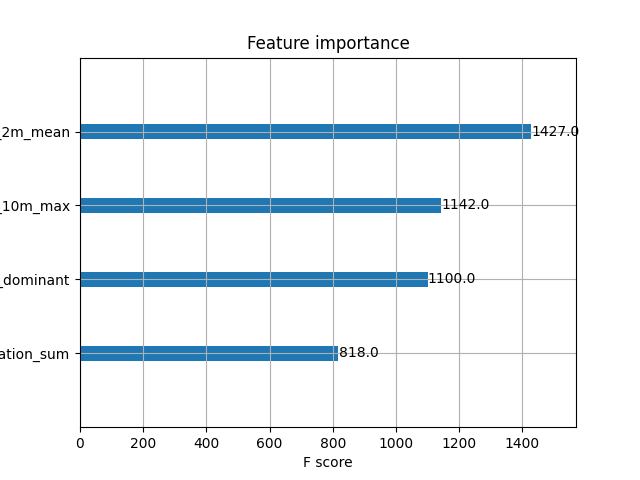 Feature importance
_2m_mean
1427.0
_10m_max
1142.0
_dominant
1100.0
ation_sum
818.0
0 200 400 600 800 1000 1200 1400
F score